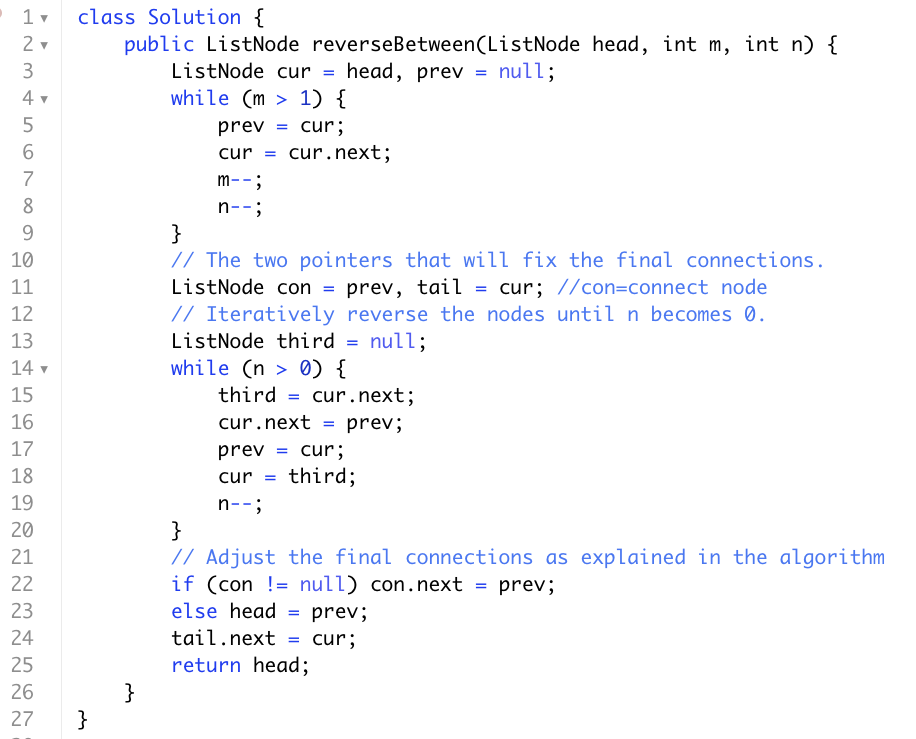 1 class Solution {
2 public ListNode reverseBetween(ListNode head, int m, int n) {
3 ListNode cur = head, prev = null;
4 while (m > 1) {
5 prev = cur;
6 cur = cur.next;
7 m--;
8 n--;
9 }
10 // The two pointers that will fix the final connections.
11 ListNode con = prev, tail = cur; //con=connect node
12 // Iteratively reverse the nodes until n becomes 0.
13 ListNode third = null;
14 while (n > 0) {
15 third = cur.next;
16 cur.next = prev;
17 prev = cur;
18 cur = third;
19 n--;
20 }
21 // Adjust the final connections as explained in the algorithm
22 if (con != null) con.next = prev;
23 else head = prev;
24 tail.next = cur;
25 return head;
26 }
27 }